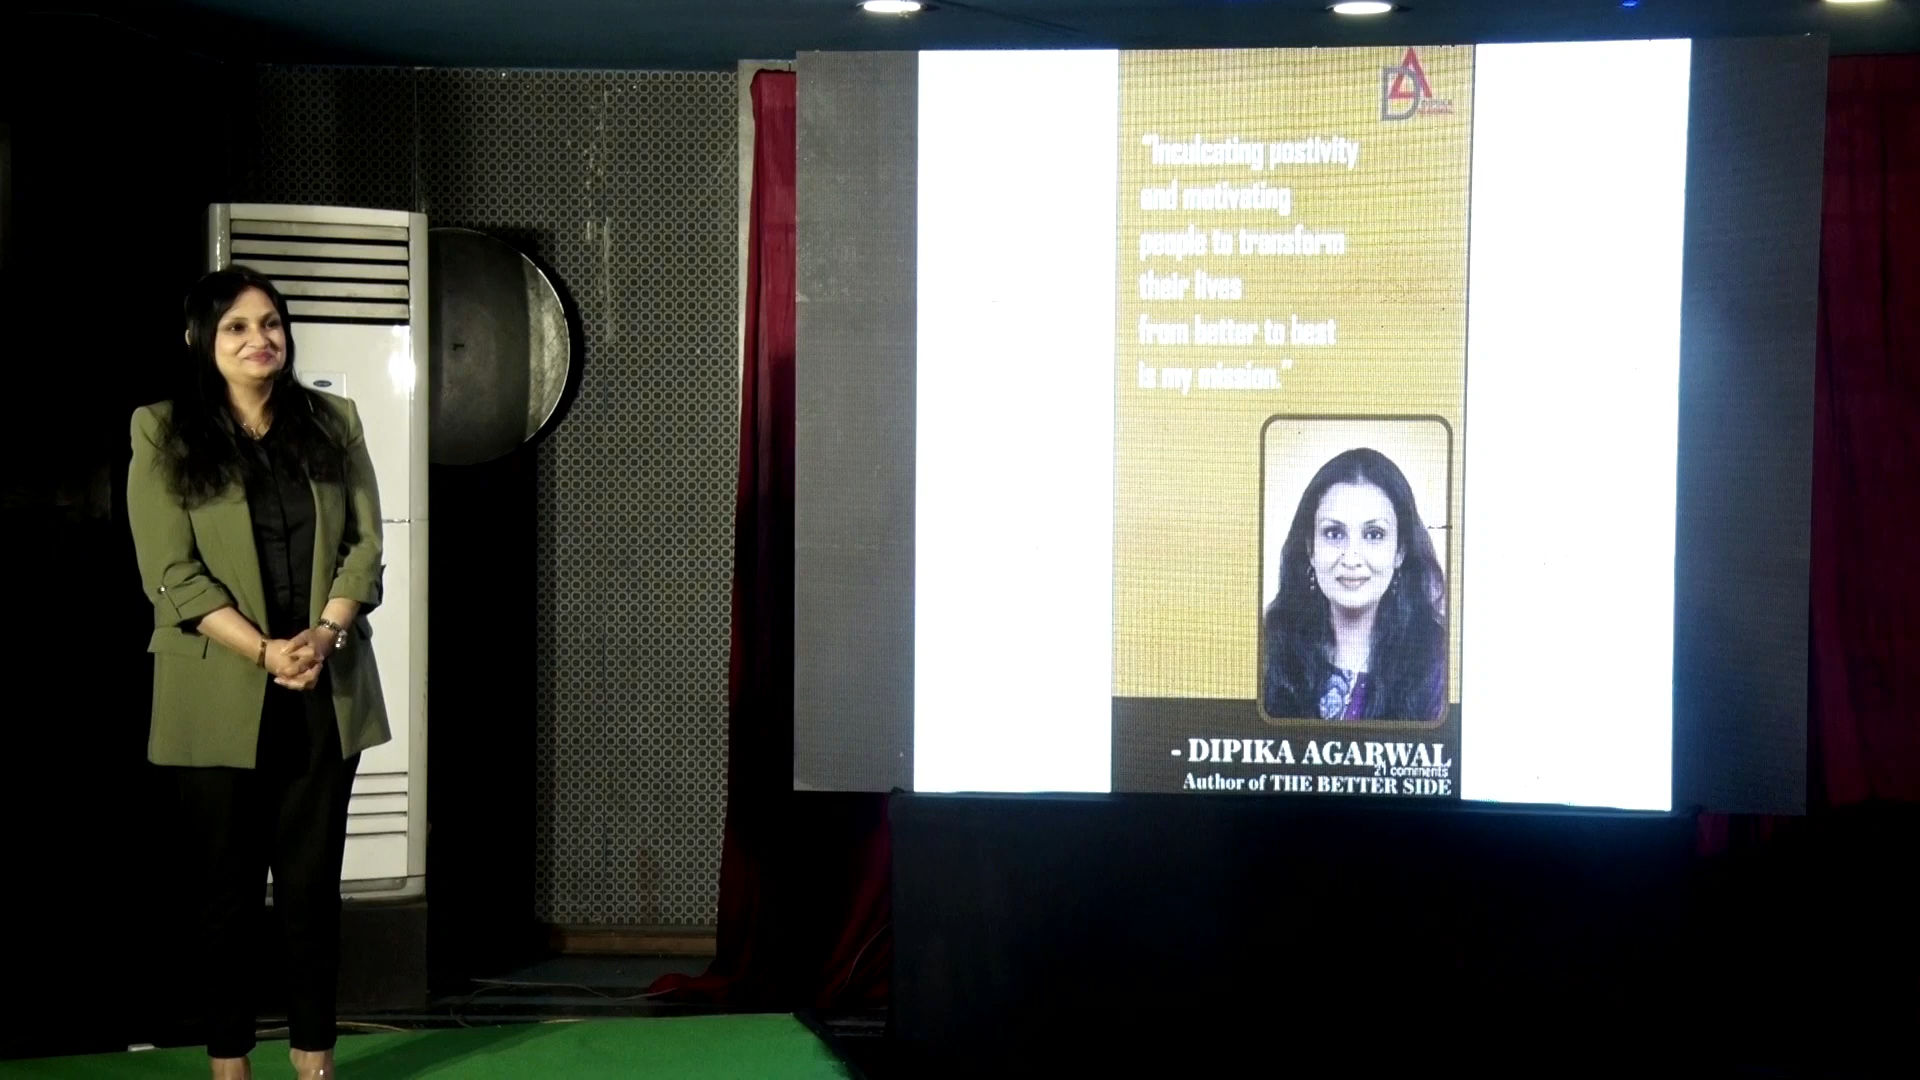 "Inculcating postivity
and motivating
people to transform
their lives
from better to best
is my mission."
- DIPIKA AGARWAL
21 comments
Author of THE BETTER SIDE